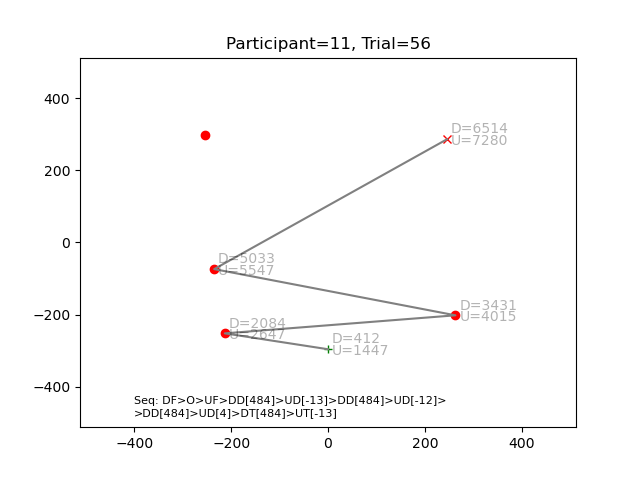 Participant=11, Trial=56
400
200
0
−200
−400
D=6514
U=7280
D=5033
U=5547
D=3431
U=4015
D=2084
U=2647
D=412
U=1447
Seq: DF>O>UF>DD[484]>UD[-13]>DD[484]>UD[-12]>
>DD[484]>UD[4]>DT[484]>UT[-13]
−400 −200 0 200 400